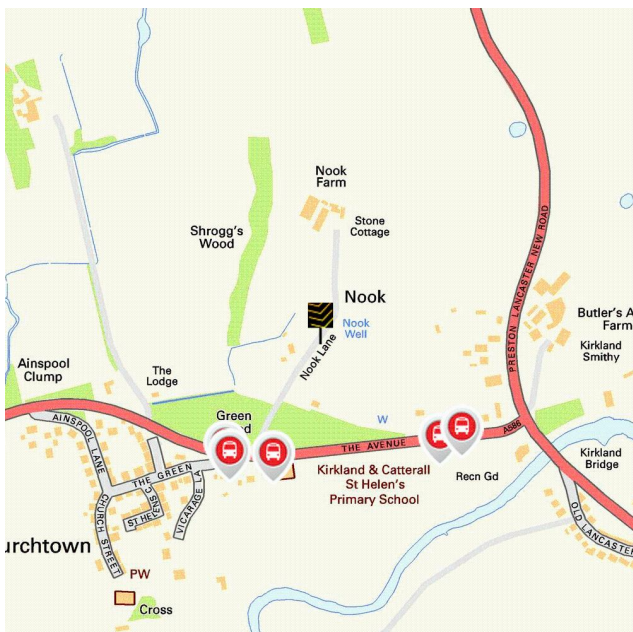 Nook
Farm
Stone
Cottage
Shrogg's
Wood
Nook
Nook
Well
Nook Lane
PRESTON LANCASTER NEW ROAD
Butler's A
Farm
Kirkland
Smithy
Ainspool
Clump
The
Lodge
Green
W
AINSPOOL LANE
THE AVENUE
A586
THE GREEN
Kirkland & Catterall
St Helen's
Primary School
Recn Gd
Kirkland
Bridge
CHURCH STREET
ST HELENS C
VICARAGE LA
OLD LANCASTER
urchtown
PW
Cross